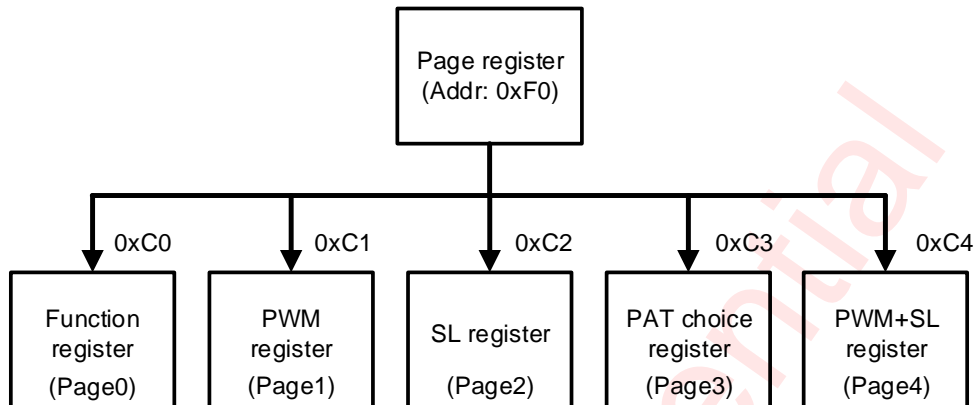 Page register
(Addr: 0xF0)
0xC0
0xC1
0xC2
0xC3
0xC4
Function
register
(Page0)
PWM
register
(Page1)
SL register
(Page2)
PAT choice
register
(Page3)
PWM+SL
register
(Page4)
ential